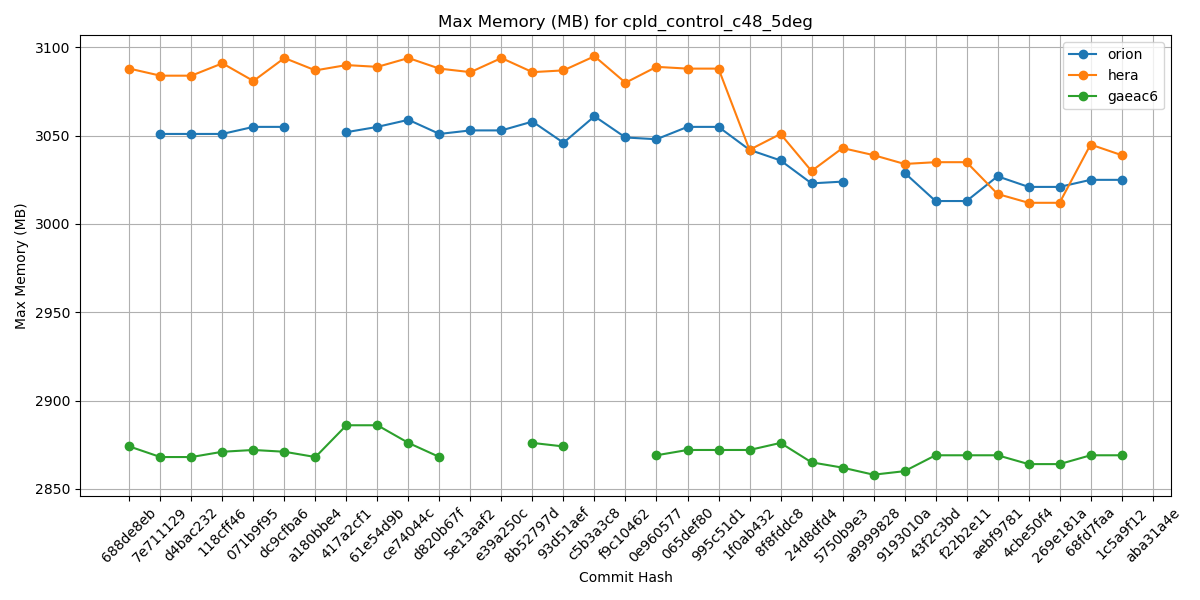 Max Memory (MB) for cpld_control_c48_5deg
3100
3050
3000
2950
2900
2850
Max Memory (MB)
orion
hera
gaeac6
688de8eb
7e711129
d4bac232
118cff46
071b9f95
dc9cfba6
a180bbe4
417a2cf1
61e54d9b
ce74044c
d820b67f
5e13aaf2
e39a250c
8b52797d
93d51aef
c5b3a3c8
f9c10462
0e960577
065def80
995c51d1
1f0ab432
8f8fddc8
24d8dfd4
5750b9e3
a9999828
9193010a
43f2c3bd
f22b2e11
aebf9781
4cbe50f4
269e181a
68fd7faa
1c5a9f12
aba31a4e
Commit Hash